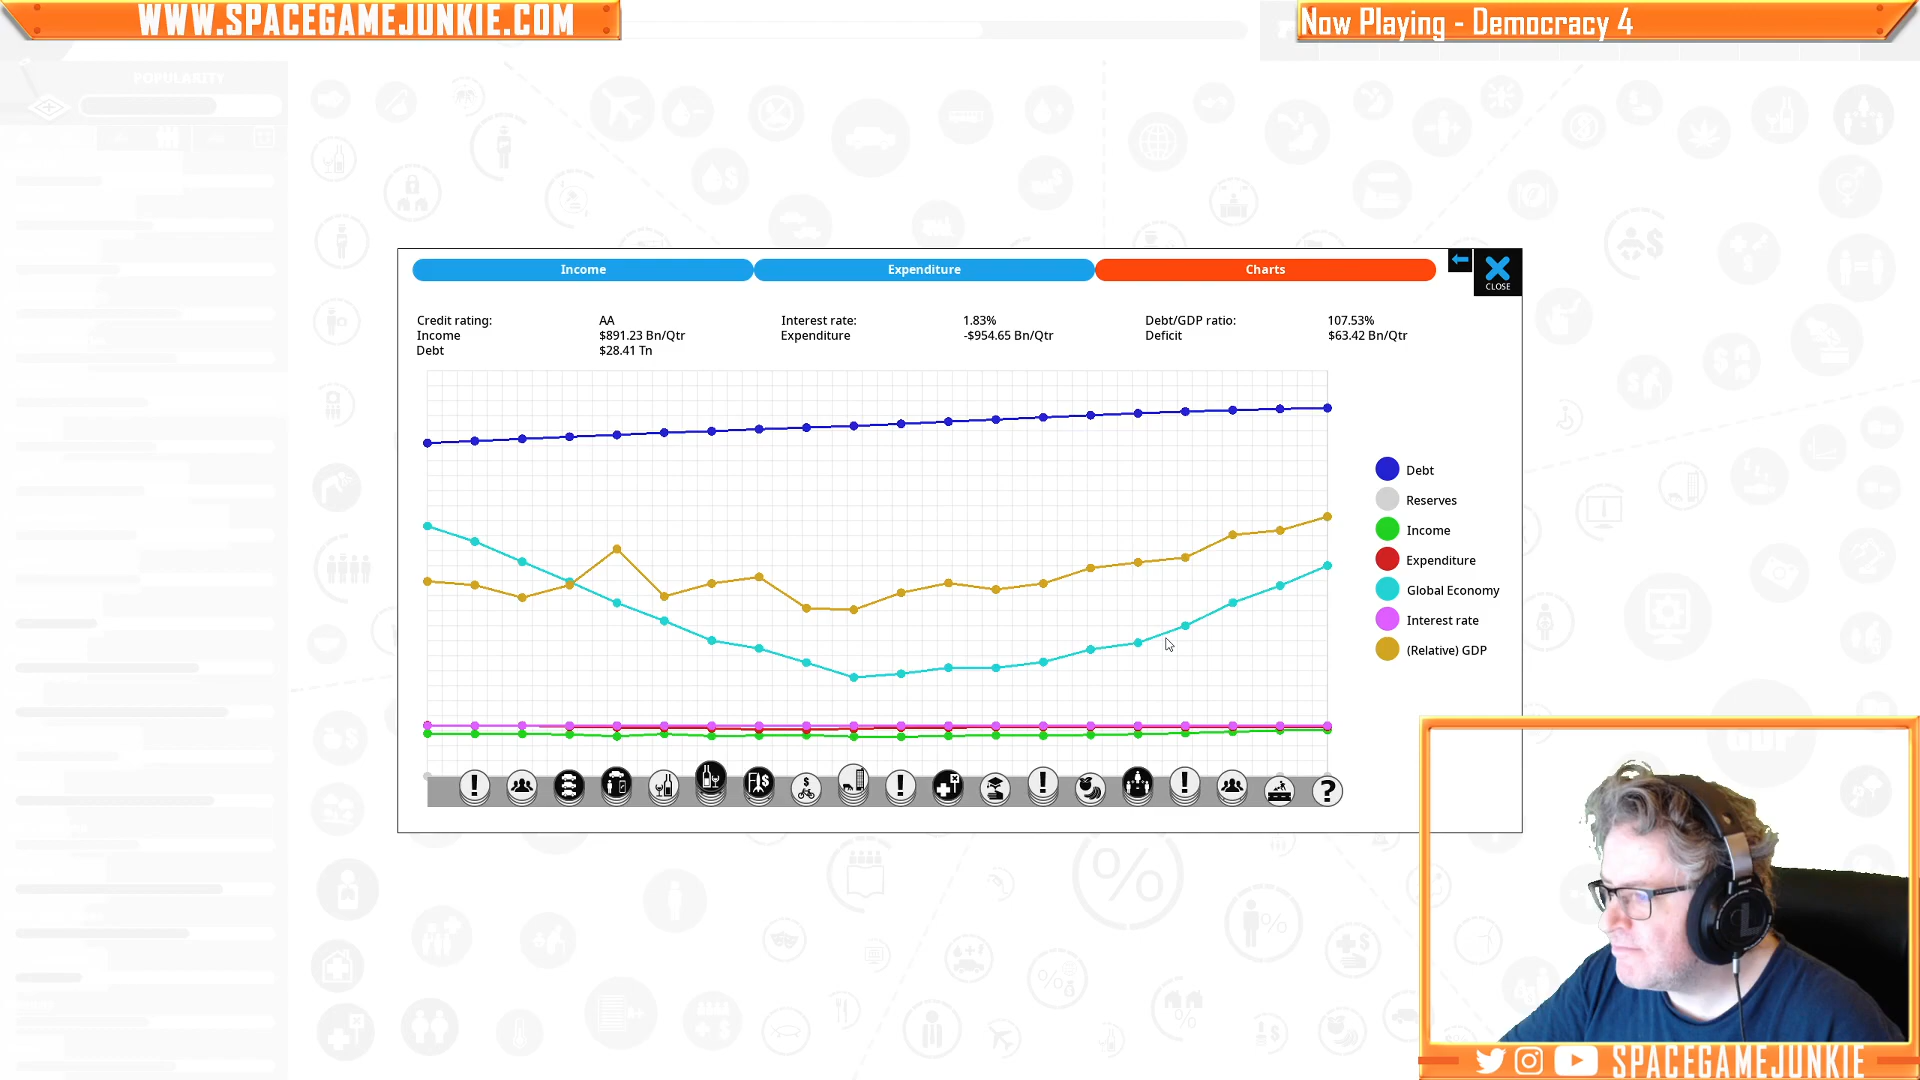 WWW.SPACEGAMEJUNKIE.COM
Now Playing - Democracy 4
POPULARITY
Income
Expenditure
Charts
CLOSE
Credit rating: AA Interest rate: 1.83% Debt/GDP ratio: 107.53%
Income $891.23 Bn/Qtr Expenditure -$954.65 Bn/Qtr Deficit $63.42 Bn/Qtr
Debt $28.41 Tn
Debt
Reserves
Income
Expenditure
Global Economy
Interest rate
(Relative) GDP
SPACEGAMEJUNKIE